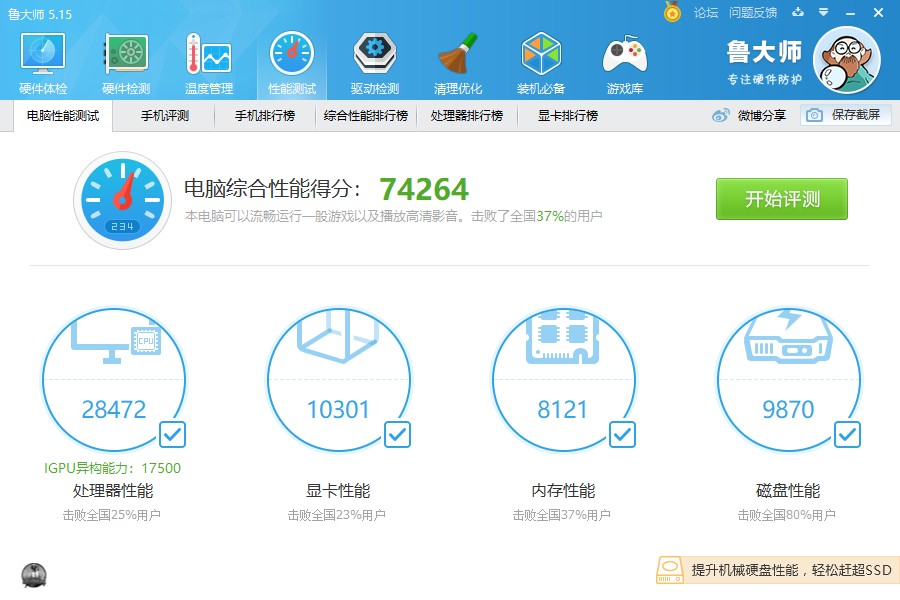 鲁大师 5.15
论坛 问题反馈
硬件体检 硬件检测 温度管理 性能测试 驱动检测 清理优化 装机必备 游戏库
鲁大师
专注硬件防护
电脑性能测试 手机评测 手机排行榜 综合性能排行榜 处理器排行榜 显卡排行榜 微博分享 保存截屏
电脑综合性能得分： 74264
本电脑可以流畅运行一般游戏以及播放高清影音。击败了全国37%的用户
开始评测
234
CPU
28472 10301 8121 9870
IGPU异构能力：17500
处理器性能 显卡性能 内存性能 磁盘性能
击败全国25%用户 击败全国23%用户 击败全国37%用户 击败全国80%用户
提升机械硬盘性能，轻松赶超SSD